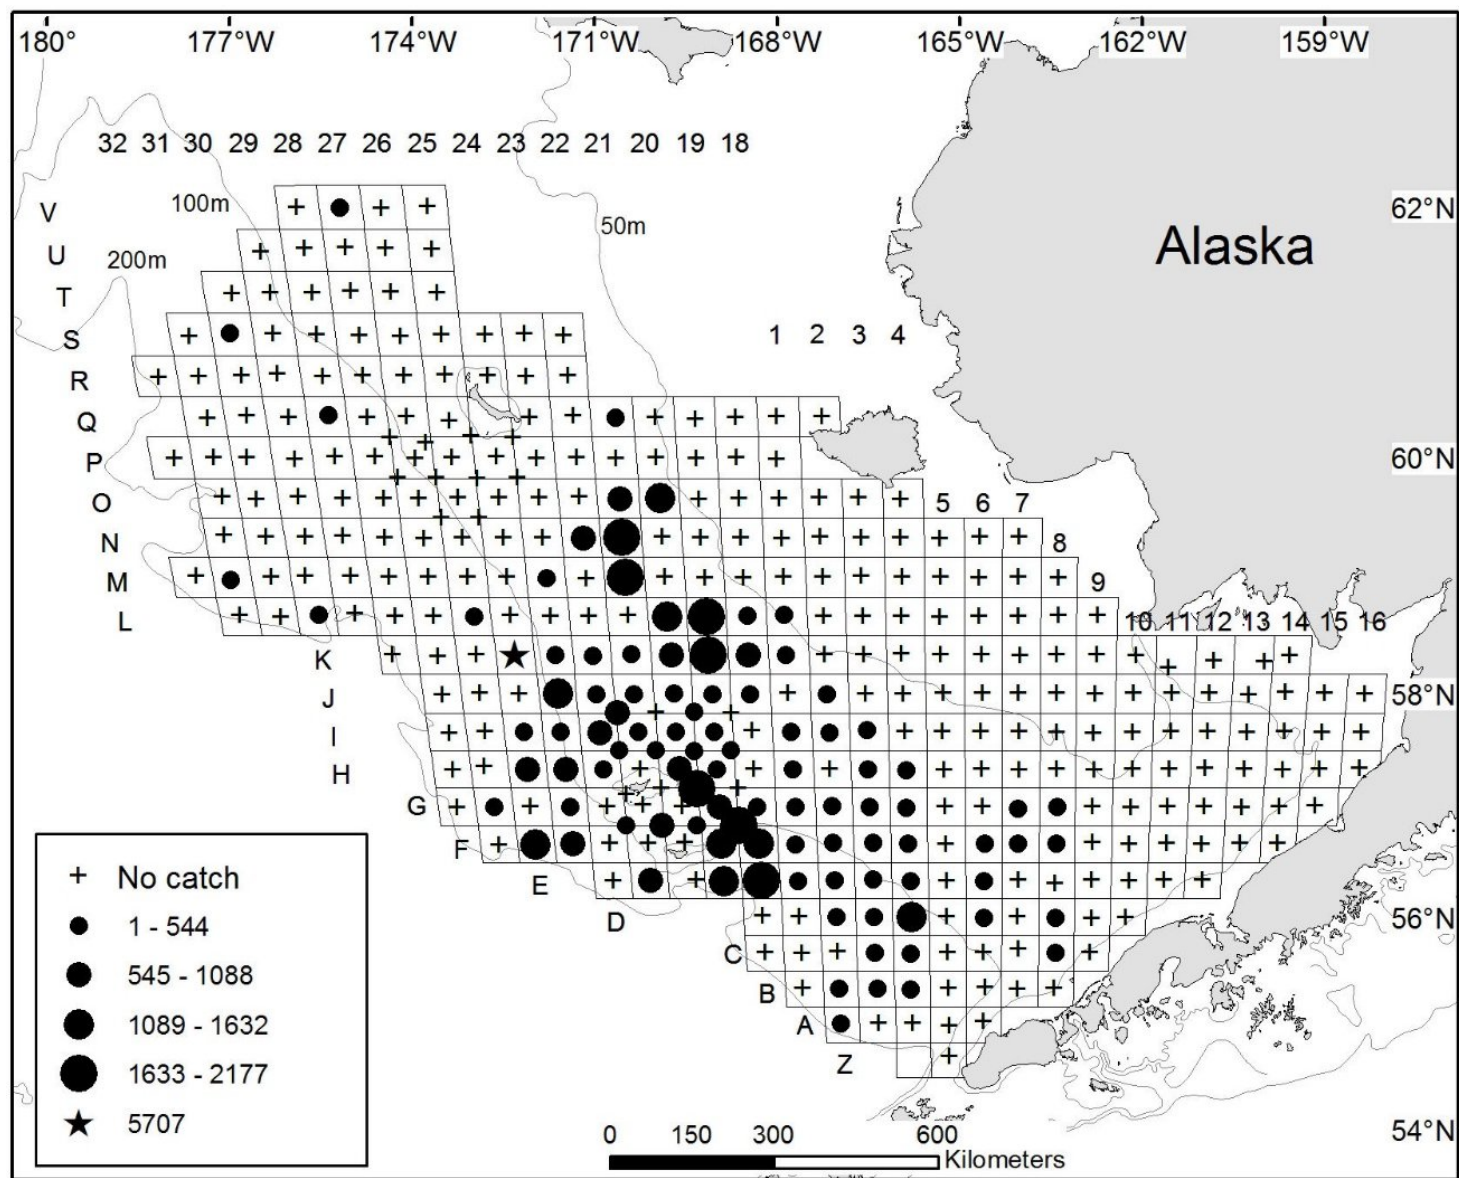 180° 177°W 174°W 171°W 168°W 165°W 162°W 159°W
32 31 30 29 28 27 26 25 24 23 22 21 20 19 18
100m
V
62°N
50m
Alaska
U
200m
T
1 2 3 4
S
R
Q
P
60°N
O
5 6 7
N
8
M
9
L
10 11 12 13 14 15 16
K
J
58°N
I
H
G
F
No catch
E
1 - 544
D
56°N
C
545 - 1088
B
1089 - 1632
A
Z
1633 - 2177
5707
0 150 300 600
54°N
Kilometers